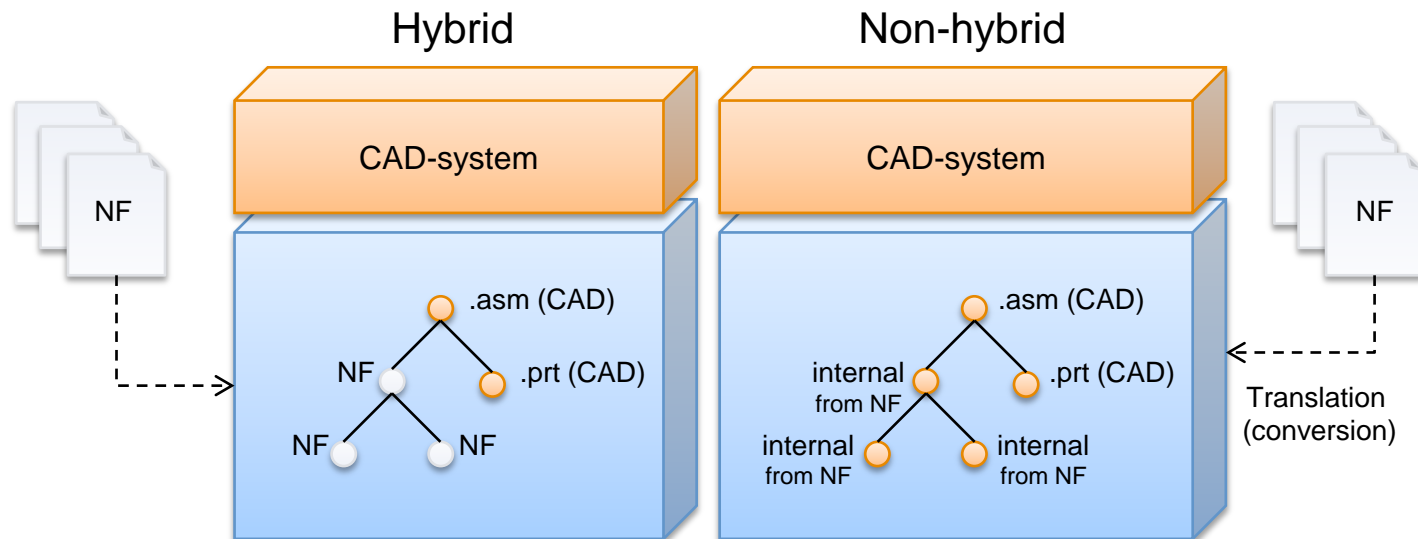 Hybrid
Non-hybrid
CAD-system
CAD-system
NF
NF
.asm (CAD)
NF
.prt (CAD)
NF
NF
.asm (CAD)
internal
from NF
.prt (CAD)
internal
from NF
internal
from NF
Translation
(conversion)